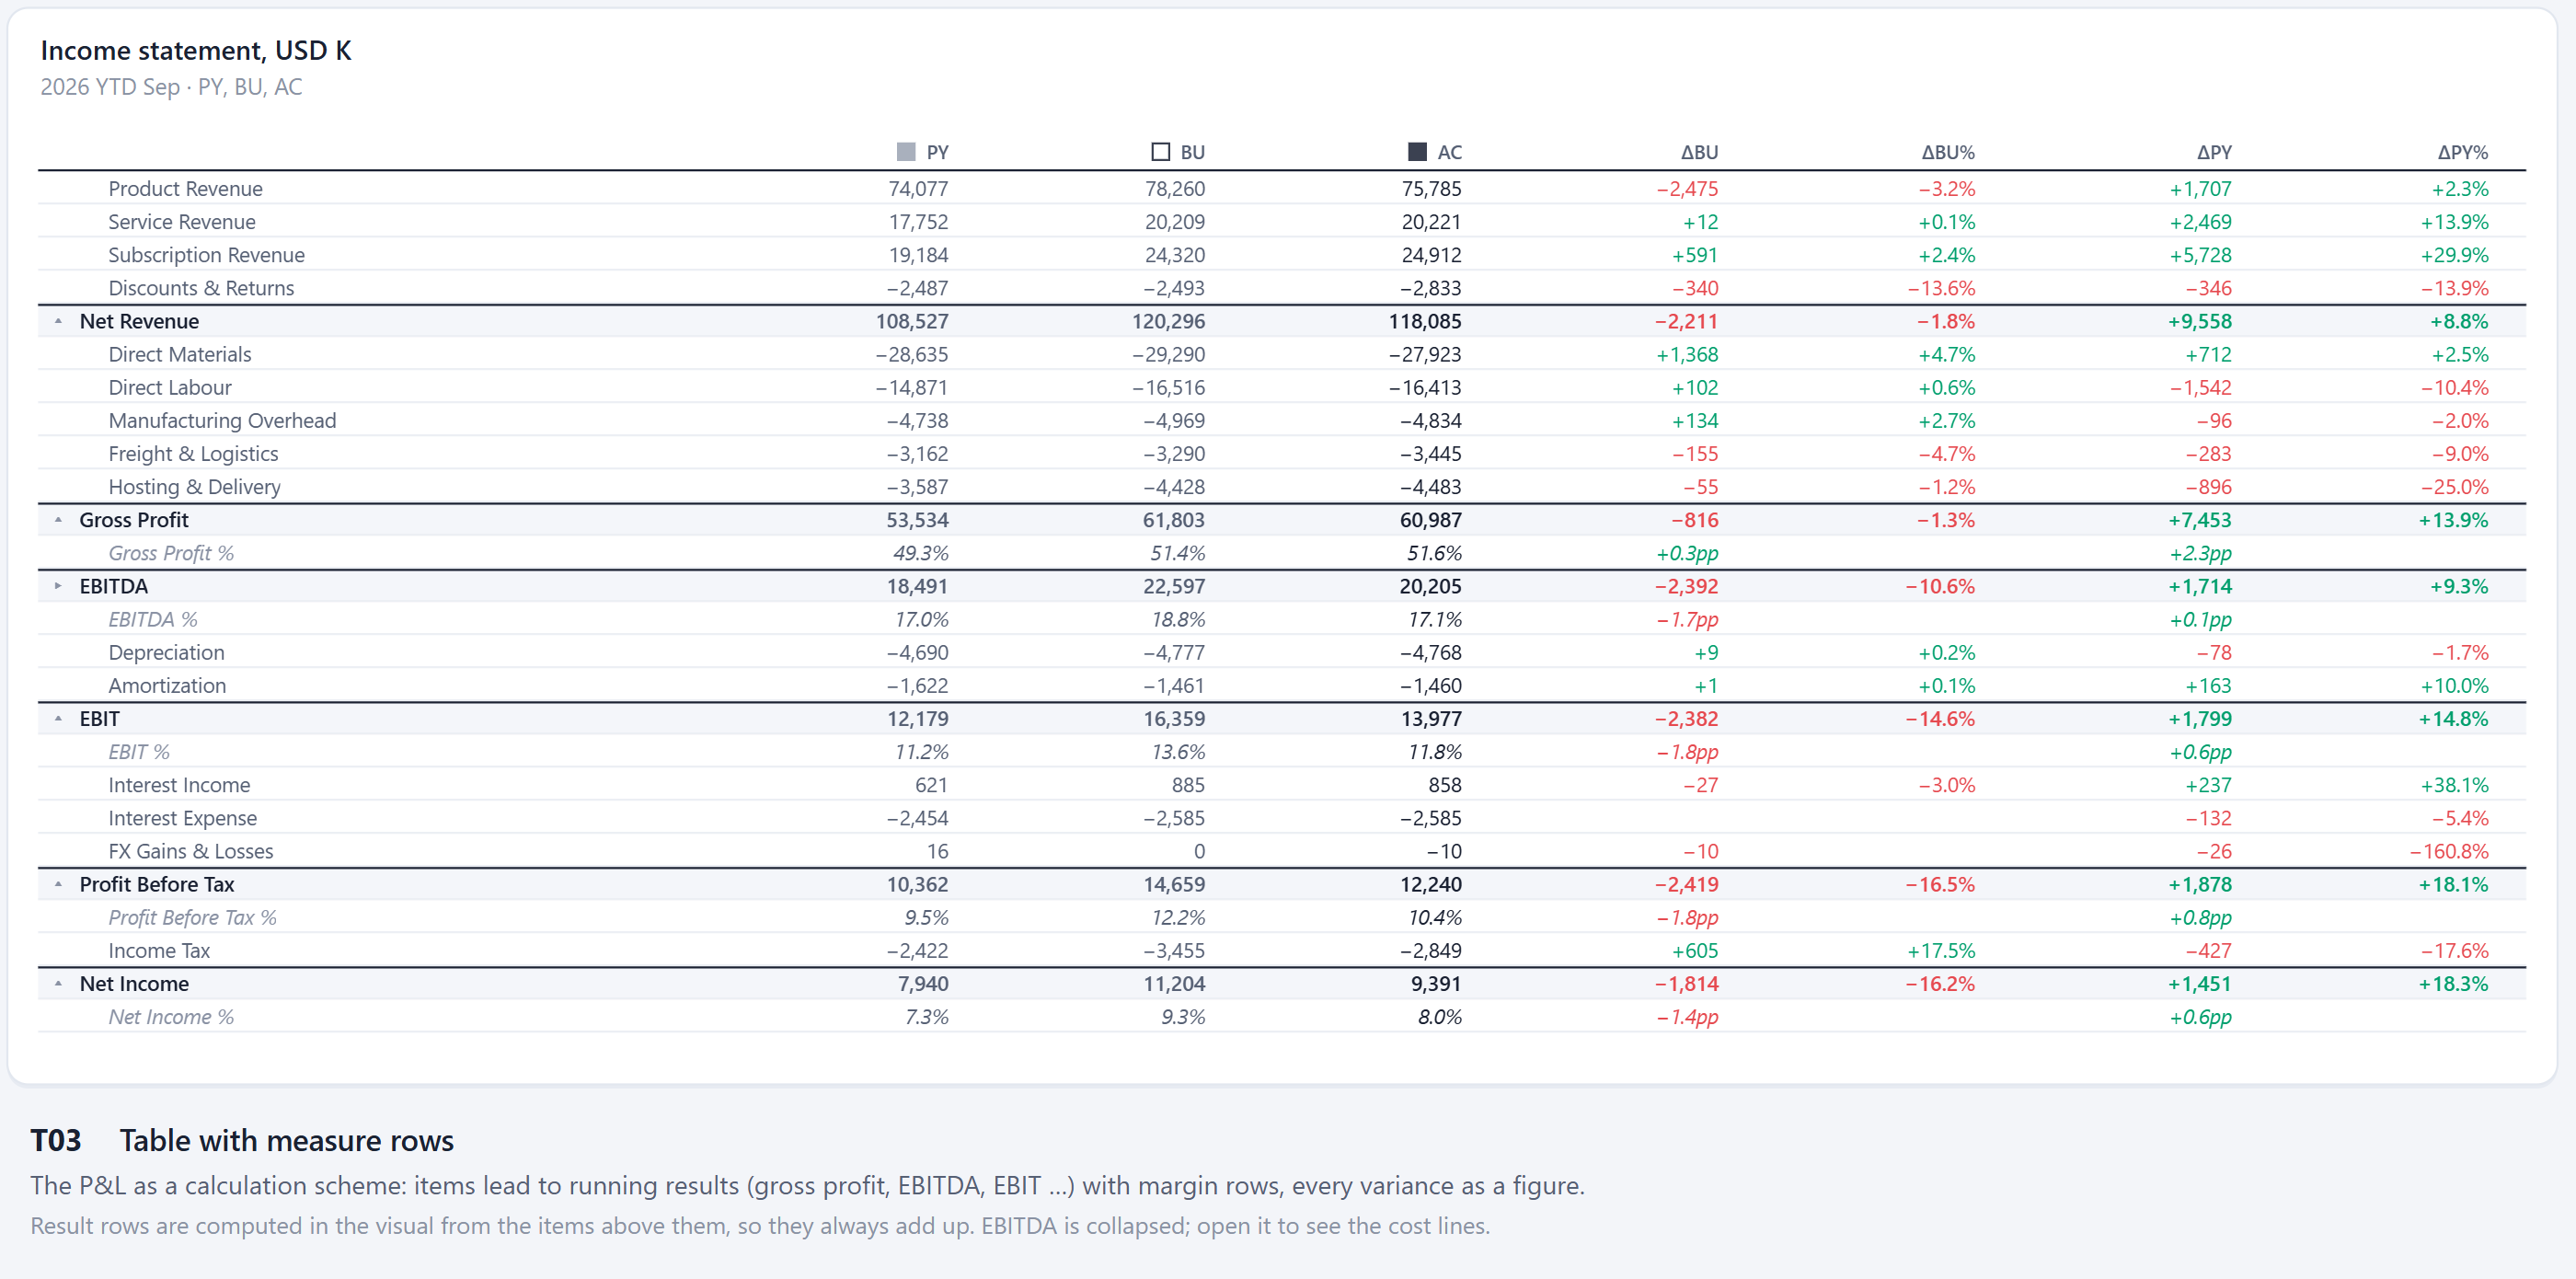 Income statement, USD K
2026 YTD Sep · PY, BU, AC
PY BU AC ΔBU ΔBU% ΔPY ΔPY%
Product Revenue 74,077 78,260 75,785 −2,475 −3.2% +1,707 +2.3%
Service Revenue 17,752 20,209 20,221 +12 +0.1% +2,469 +13.9%
Subscription Revenue 19,184 24,320 24,912 +591 +2.4% +5,728 +29.9%
Discounts & Returns −2,487 −2,493 −2,833 −340 −13.6% −346 −13.9%
Net Revenue 108,527 120,296 118,085 −2,211 −1.8% +9,558 +8.8%
Direct Materials −28,635 −29,290 −27,923 +1,368 +4.7% +712 +2.5%
Direct Labour −14,871 −16,516 −16,413 +102 +0.6% −1,542 −10.4%
Manufacturing Overhead −4,738 −4,969 −4,834 +134 +2.7% −96 −2.0%
Freight & Logistics −3,162 −3,290 −3,445 −155 −4.7% −283 −9.0%
Hosting & Delivery −3,587 −4,428 −4,483 −55 −1.2% −896 −25.0%
Gross Profit 53,534 61,803 60,987 −816 −1.3% +7,453 +13.9%
Gross Profit % 49.3% 51.4% 51.6% +0.3pp +2.3pp
EBITDA 18,491 22,597 20,205 −2,392 −10.6% +1,714 +9.3%
EBITDA % 17.0% 18.8% 17.1% −1.7pp +0.1pp
Depreciation −4,690 −4,777 −4,768 +9 +0.2% −78 −1.7%
Amortization −1,622 −1,461 −1,460 +1 +0.1% +163 +10.0%
EBIT 12,179 16,359 13,977 −2,382 −14.6% +1,799 +14.8%
EBIT % 11.2% 13.6% 11.8% −1.8pp +0.6pp
Interest Income 621 885 858 −27 −3.0% +237 +38.1%
Interest Expense −2,454 −2,585 −2,585 −132 −5.4%
FX Gains & Losses 16 0 −10 −10 −26 −160.8%
Profit Before Tax 10,362 14,659 12,240 −2,419 −16.5% +1,878 +18.1%
Profit Before Tax % 9.5% 12.2% 10.4% −1.8pp +0.8pp
Income Tax −2,422 −3,455 −2,849 +605 +17.5% −427 −17.6%
Net Income 7,940 11,204 9,391 −1,814 −16.2% +1,451 +18.3%
Net Income % 7.3% 9.3% 8.0% −1.4pp +0.6pp
T03 Table with measure rows
The P&L as a calculation scheme: items lead to running results (gross profit, EBITDA, EBIT …) with margin rows, every variance as a figure.
Result rows are computed in the visual from the items above them, so they always add up. EBITDA is collapsed; open it to see the cost lines.